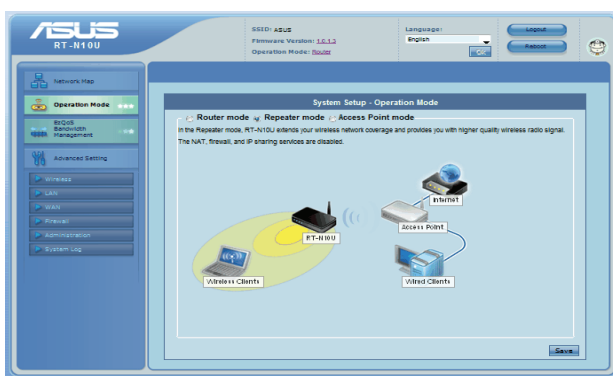 ASUS
RT-N10U
SSID: ASUS
Firmware Version: 1.0.1.3
Operation Mode: Router
Language:
English
Logout
Reboot
Network Map
Operation Mode
EzQoS
Bandwidth
Management
Advanced Setting
Wireless
LAN
WAN
Firewall
Administration
System Log
System Setup - Operation Mode
Router mode Repeater mode Access Point mode
In the Repeater mode, RT-N10U extends your wireless network coverage and provides you with higher quality wireless radio signal.
The NAT, firewall, and IP sharing services are disabled.
Internet
Access Point
RT-N10U
Wireless Clients
Wired Clients
Save